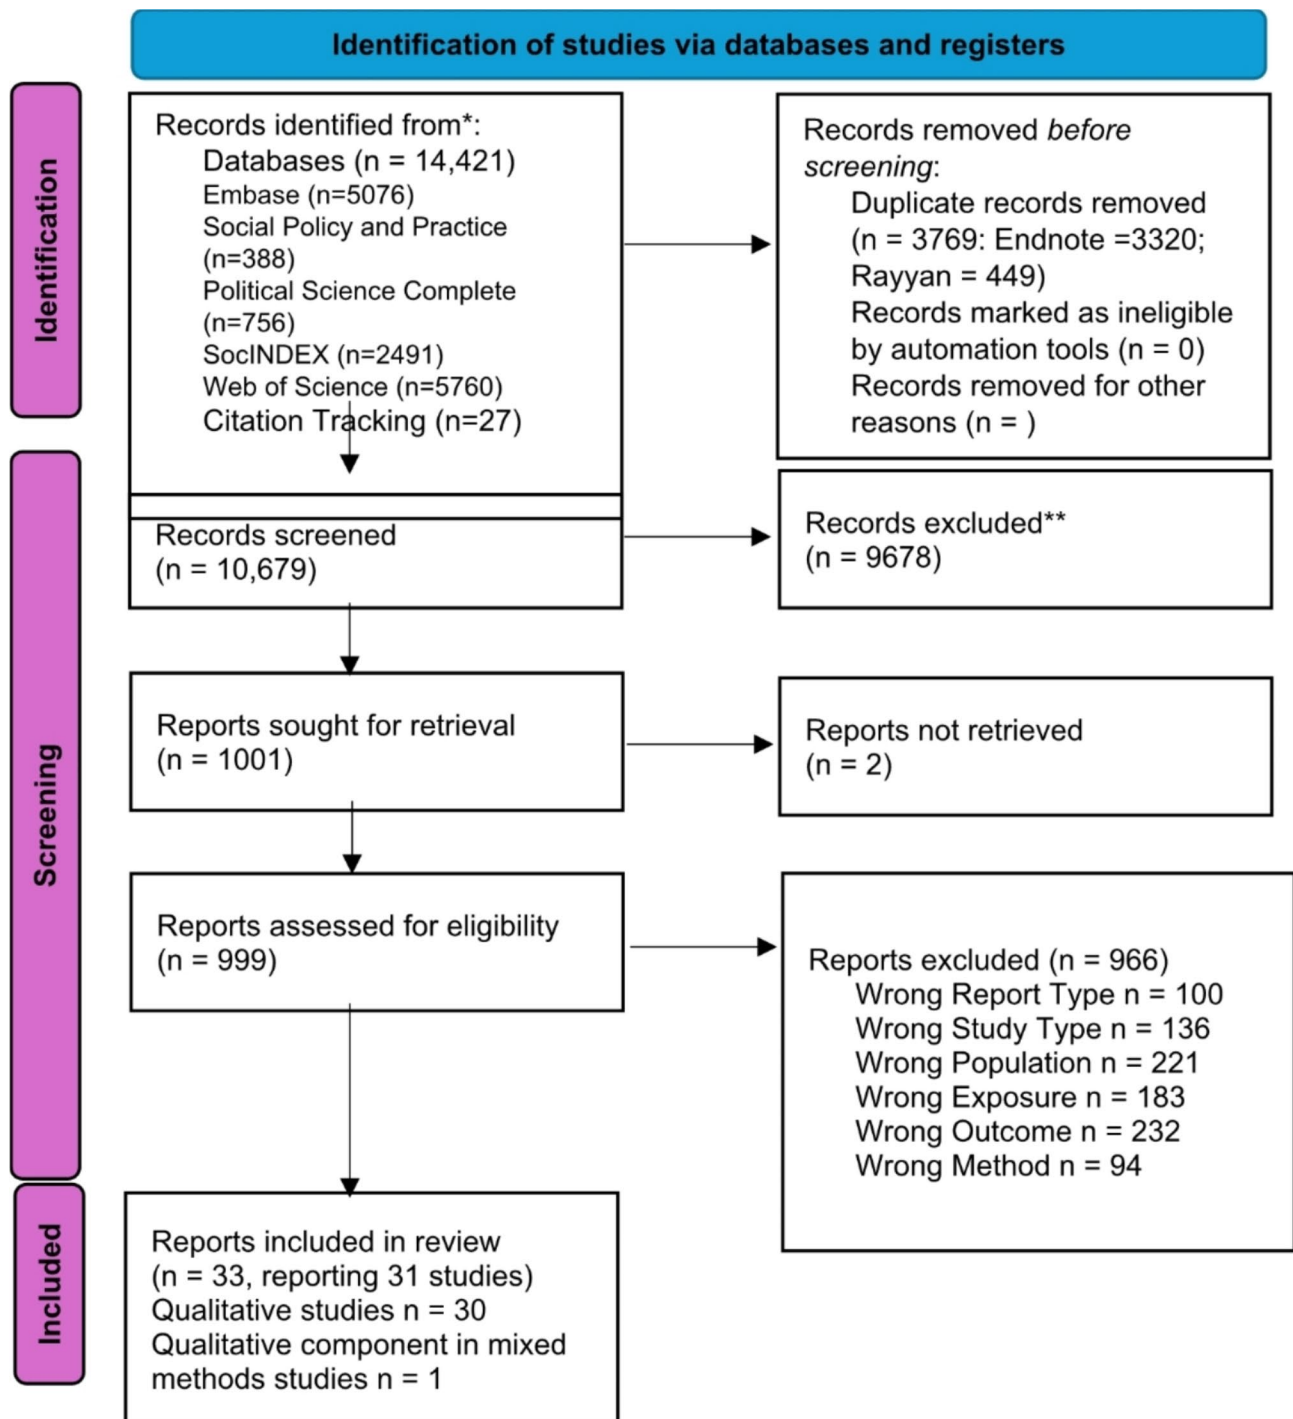 Identification of studies via databases and registers
Identification
Records identified from*:
Databases (n = 14,421)
Embase (n=5076)
Social Policy and Practice
(n=388)
Political Science Complete
(n=756)
SocINDEX (n=2491)
Web of Science (n=5760)
Citation Tracking (n=27)
Records removed before
screening:
Duplicate records removed
(n = 3769: Endnote =3320;
Rayyan = 449)
Records marked as ineligible
by automation tools (n = 0)
Records removed for other
reasons (n = )
Screening
Records screened
(n = 10,679)
Records excluded**
(n = 9678)
Reports sought for retrieval
(n = 1001)
Reports not retrieved
(n = 2)
Reports assessed for eligibility
(n = 999)
Reports excluded (n = 966)
Wrong Report Type n = 100
Wrong Study Type n = 136
Wrong Population n = 221
Wrong Exposure n = 183
Wrong Outcome n = 232
Wrong Method n = 94
Included
Reports included in review
(n = 33, reporting 31 studies)
Qualitative studies n = 30
Qualitative component in mixed
methods studies n = 1